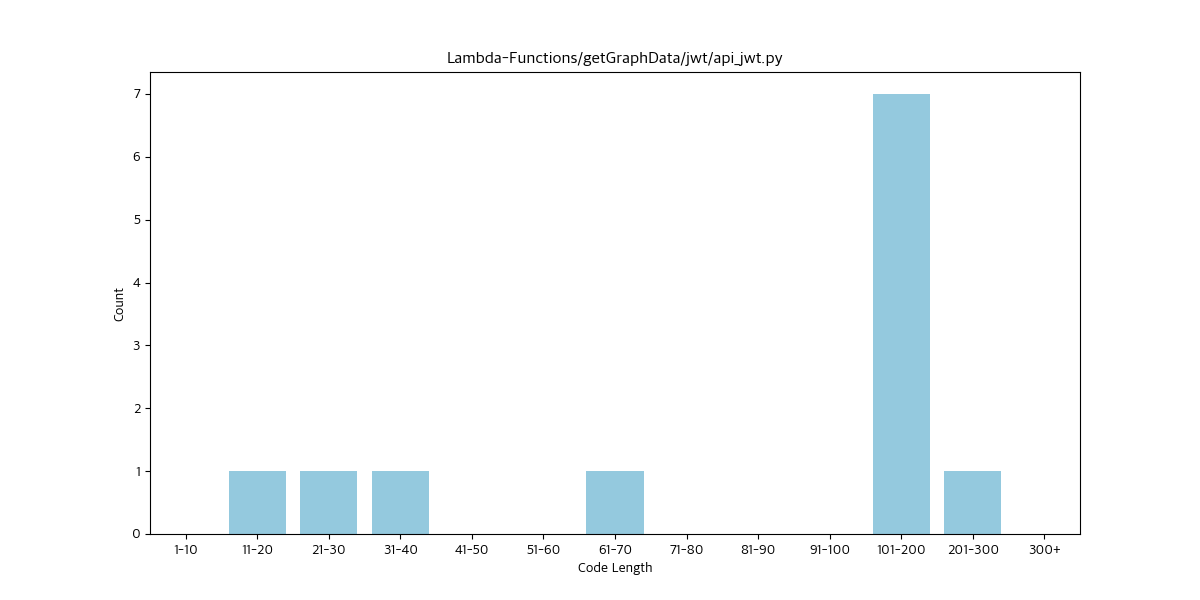 Lambda-Functions/getGraphData/jwt/api_jwt.py
7
6
5
4
3
2
1
0
Count
1-10 11-20 21-30 31-40 41-50 51-60 61-70 71-80 81-90 91-100 101-200 201-300 300+
Code Length